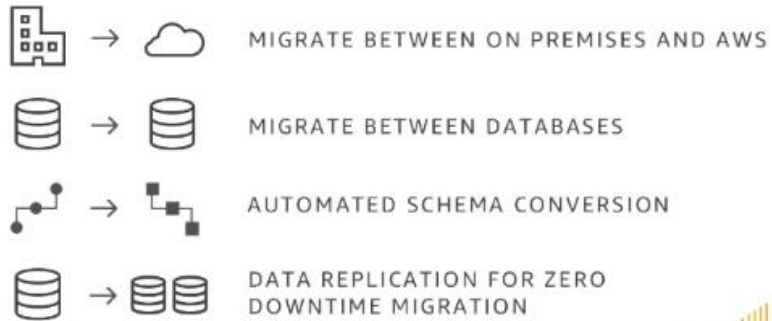 MIGRATE BETWEEN ON PREMISES AND AWS
MIGRATE BETWEEN DATABASES
AUTOMATED SCHEMA CONVERSION
DATA REPLICATION FOR ZERO
DOWNTIME MIGRATION